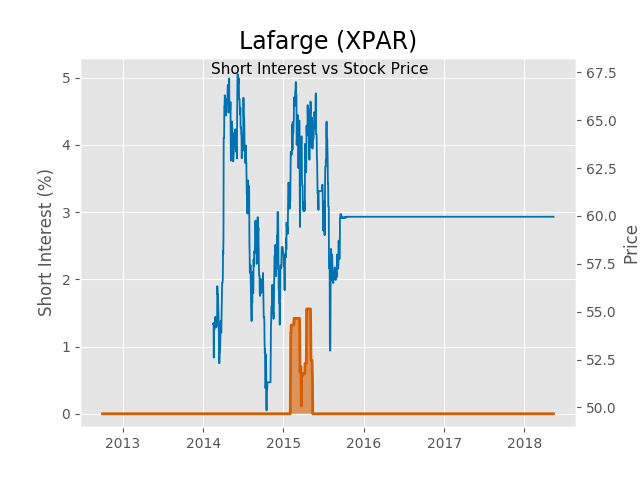 Lafarge (XPAR)
Short Interest vs Stock Price
Short Interest (%)
5
4
3
2
1
0
67.5
65.0
62.5
60.0
57.5
55.0
52.5
50.0
Price
2013 2014 2015 2016 2017 2018